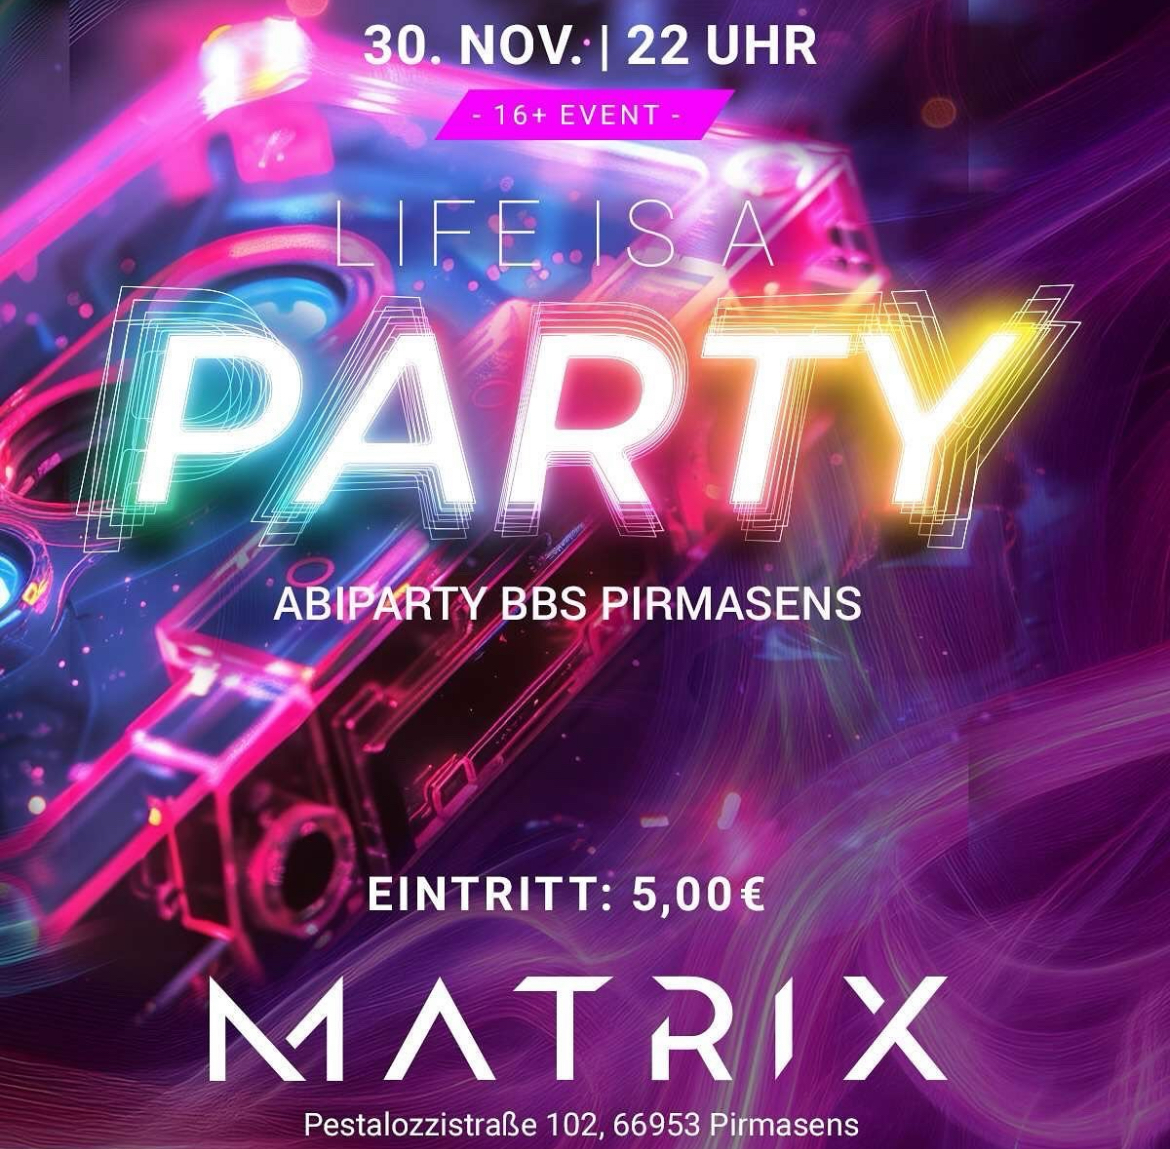 30. NOV. | 22 UHR
- 16+ EVENT -
LIFE IS A
PARTY
ABIPARTY BBS PIRMASENS
EINTRITT: 5,00€
MATRIX
Pestalozzistraße 102, 66953 Pirmasens